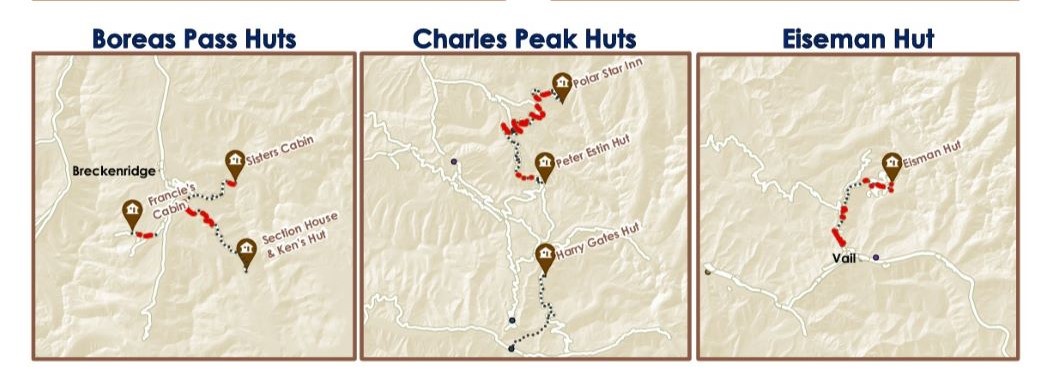 Boreas Pass Huts
Charles Peak Huts
Eiseman Hut
Breckenridge
Sisters Cabin
Francie's
Cabin
Section House
& Ken's Hut
Polar Star Inn
Peter Estin Hut
Harry Gates Hut
Eisman Hut
Vail